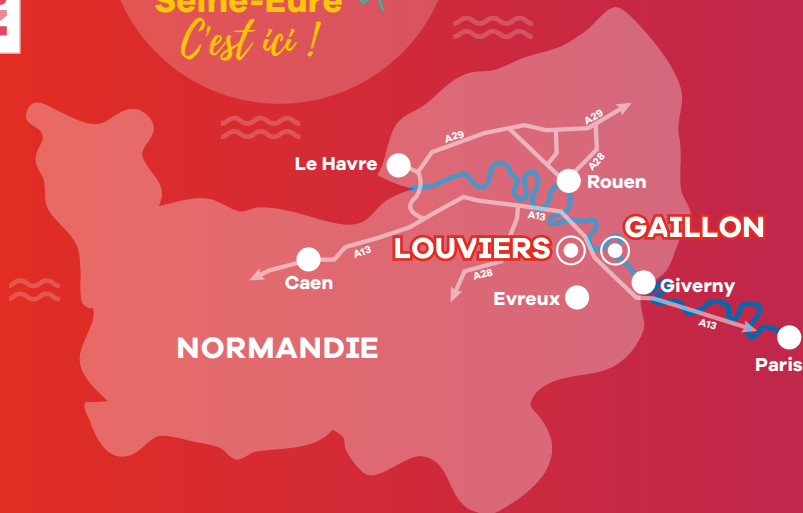 Seine-Eure
C'est ici !
A29
A29
Le Havre
A28
Rouen
A13
GAILLON
LOUVIERS
A13
A28
Caen
Giverny
Evreux
A13
NORMANDIE
Paris